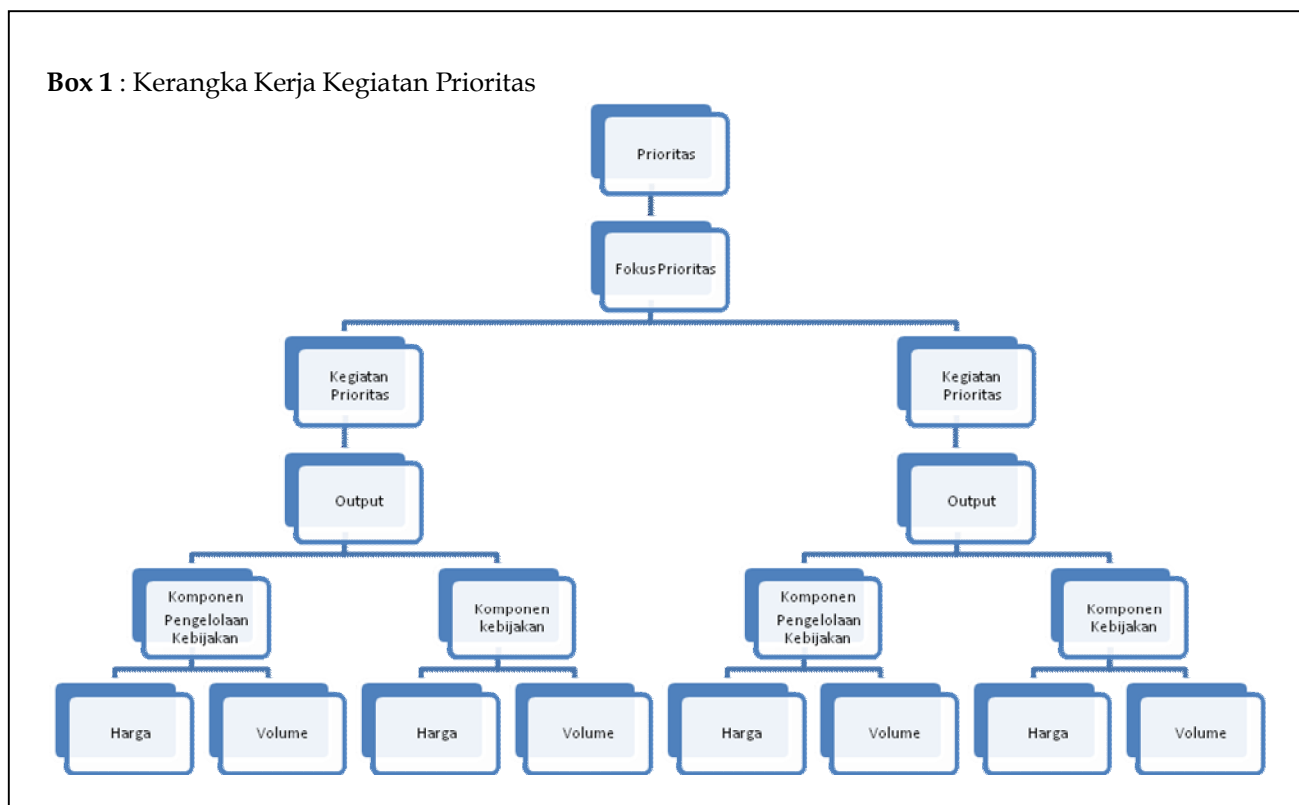 Box 1 : Kerangka Kerja Kegiatan Prioritas
Prioritas
Fokus Prioritas
Kegiatan
Prioritas
Kegiatan
Prioritas
Output
Output
Komponen
Pengelolaan
Kebijakan
Komponen
kebijakan
Komponen
Pengelolaan
Kebijakan
Komponen
Kebijakan
Harga
Volume
Harga
Volume
Harga
Volume
Harga
Volume